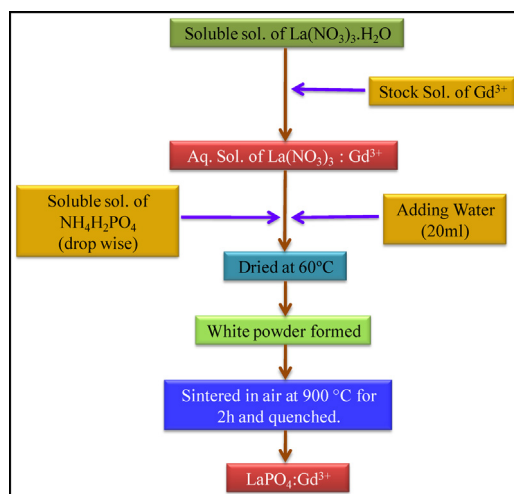 Soluble sol. of La(NO₃)₃.H₂O
Stock Sol. of Gd³⁺
Aq. Sol. of La(NO₃)₃ : Gd³⁺
Soluble sol. of
NH₄H₂PO₄
(drop wise)
Adding Water
(20ml)
Dried at 60°C
White powder formed
Sintered in air at 900 °C for
2h and quenched.
LaPO₄:Gd³⁺